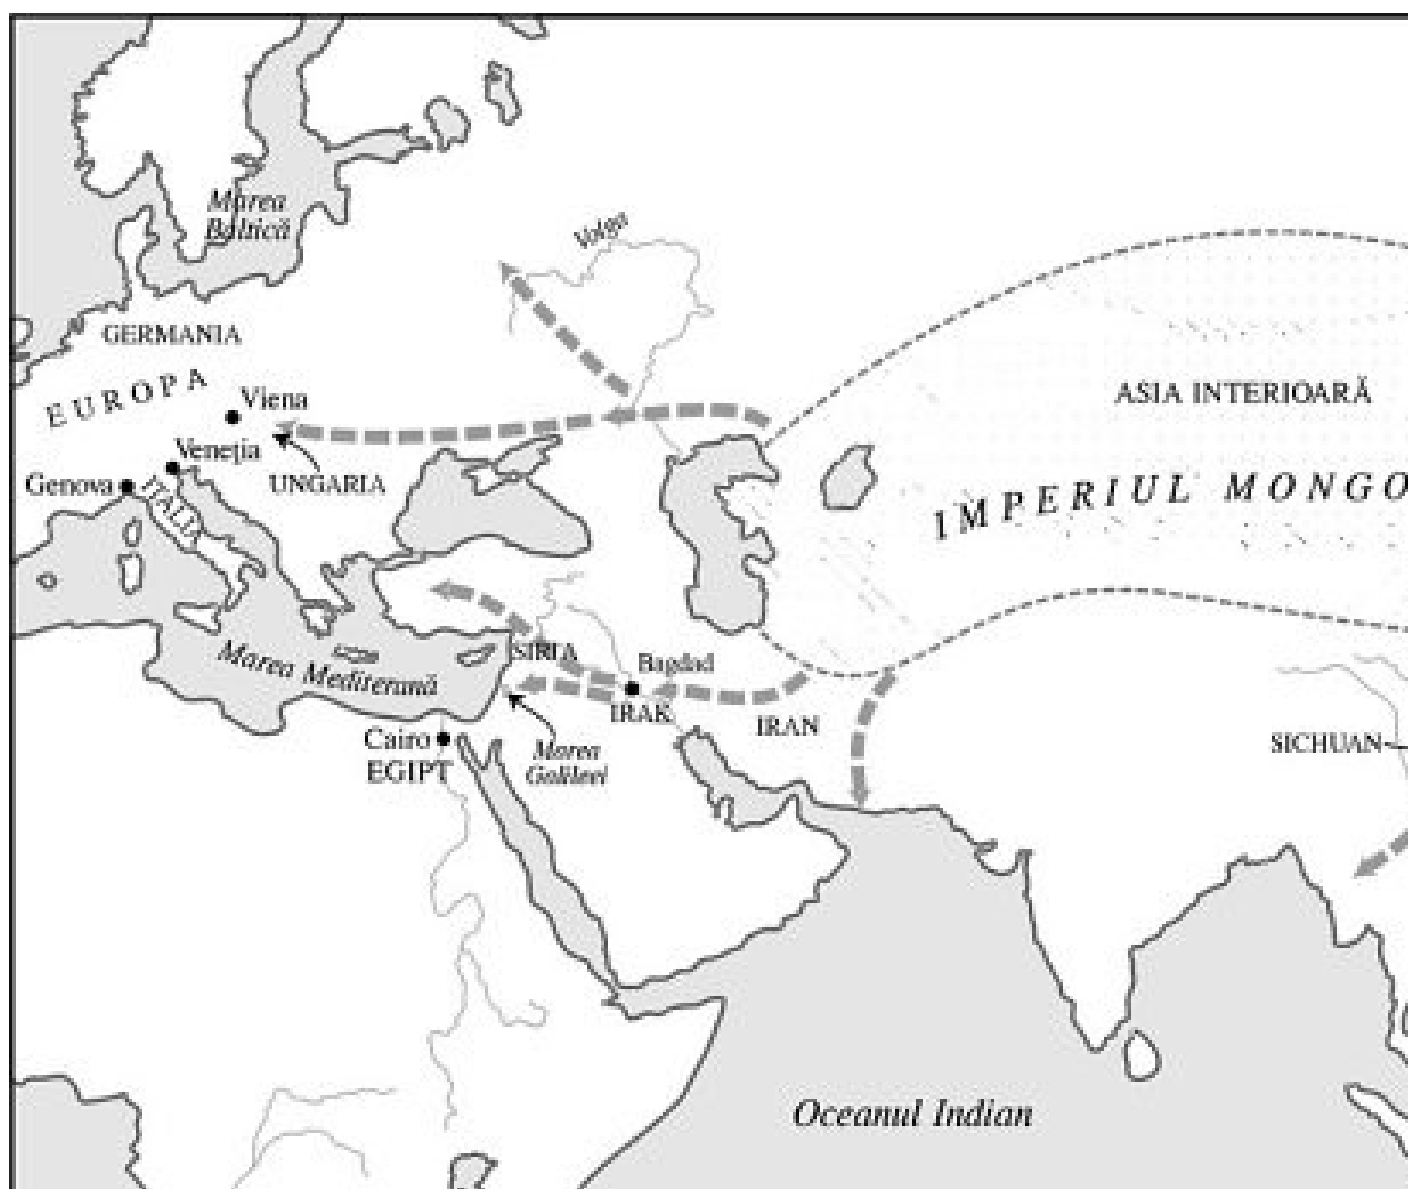 Marea
Baltică
Volga
GERMANIA
EUROPA
Viena
ASIA INTERIOARĂ
Veneția
UNGARIA
Genova
ITALIA
IMPERIUL MONGO
SIRIA
Bagdad
Marea Mediterană
IRAK
IRAN
Cairo
EGIPT
Marea
Galileei
SICHUAN
Oceanul Indian